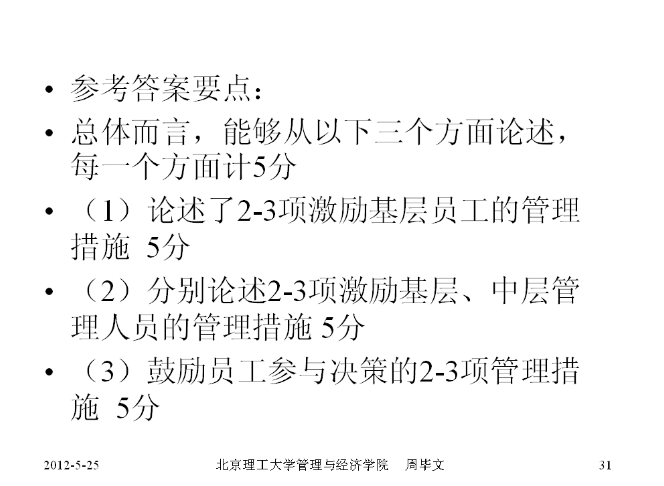 • 参考答案要点：
• 总体而言，能够从以下三个方面论述，
每一个方面计5分
• （1）论述了2-3项激励基层员工的管理
措施 5分
• （2）分别论述2-3项激励基层、中层管
理人员的管理措施 5分
• （3）鼓励员工参与决策的2-3项管理措
施 5分
2012-5-25 北京理工大学管理与经济学院 周毕文 31